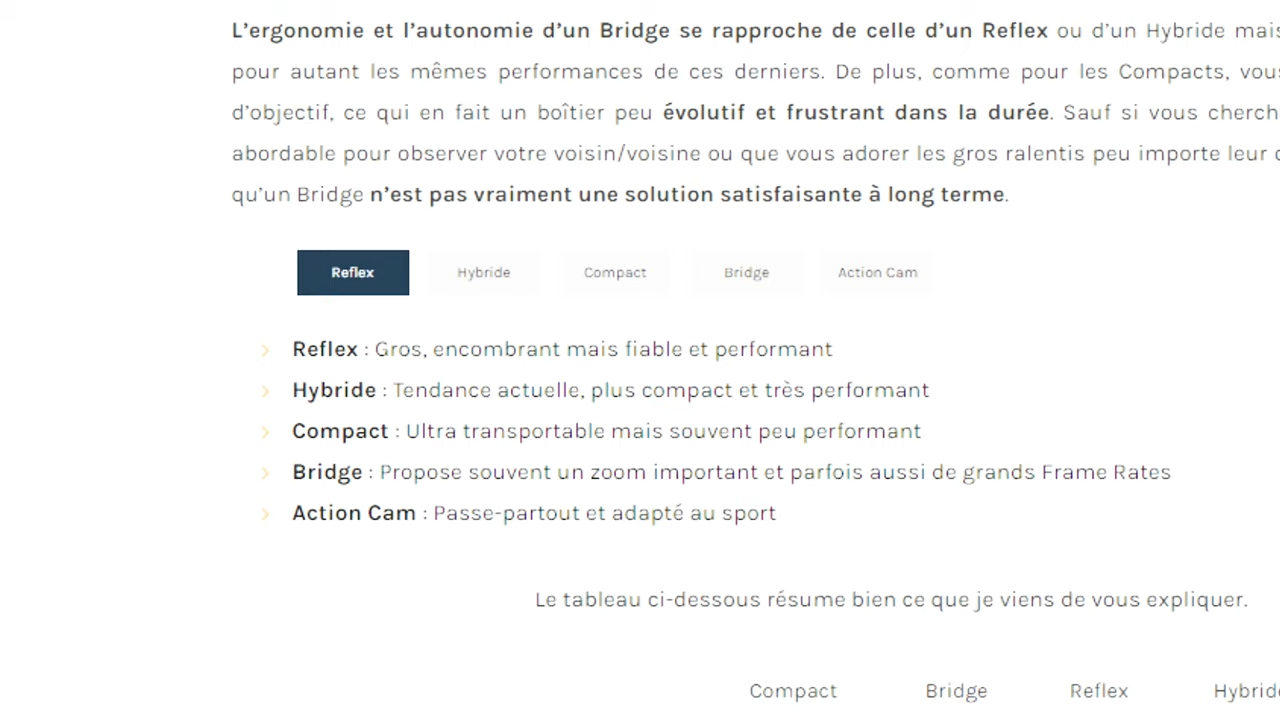 L’ergonomie et l’autonomie d’un Bridge se rapproche de celle d’un Reflex ou d’un Hybride mais
pour autant les mêmes performances de ces derniers. De plus, comme pour les Compacts, vous
d’objectif, ce qui en fait un boîtier peu évolutif et frustrant dans la durée. Sauf si vous cherch
abordable pour observer votre voisin/voisine ou que vous adorer les gros ralentis peu importe leur
qu’un Bridge n’est pas vraiment une solution satisfaisante à long terme.
Reflex Hybride Compact Bridge Action Cam
Reflex : Gros, encombrant mais fiable et performant
Hybride : Tendance actuelle, plus compact et très performant
Compact : Ultra transportable mais souvent peu performant
Bridge : Propose souvent un zoom important et parfois aussi de grands Frame Rates
Action Cam : Passe-partout et adapté au sport
Le tableau ci-dessous résume bien ce que je viens de vous expliquer.
Compact Bridge Reflex Hybride